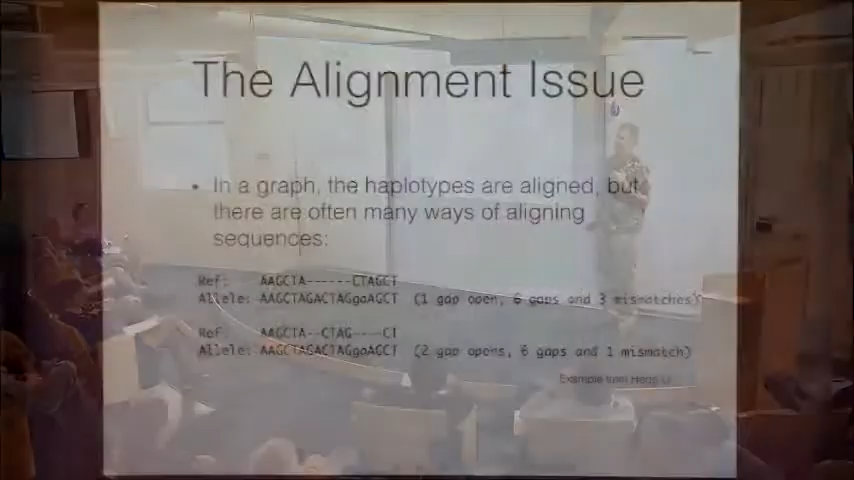 The Alignment Issue
• In a graph, the haplotypes are aligned, but
there are often many ways of aligning
sequences:
Ref: AAGCTA------CTAGCT
Allele: AAGCTAGACTAGgaAGCT (1 gap open, 6 gaps and 3 mismatches)
Ref: AAGCTA--CTAG----CT
Allele: AAGCTAGACTAGgaAGCT (2 gap opens, 6 gaps and 1 mismatch)
Example from Heng Li